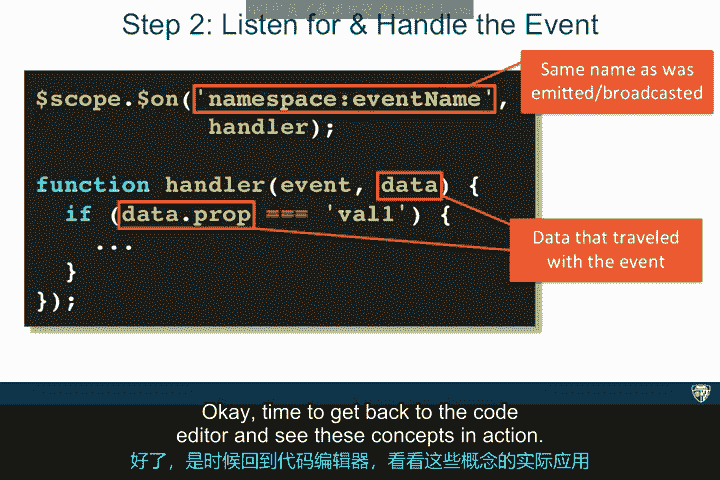 Step 2: Listen for & Handle the Event
Same name as was
emitted/broadcasted
$scope.$on('namespace:eventName',
handler);
function handler(event, data) {
if (data.prop === 'val1') {
...
}
});
Data that traveled
with the event
Okay, time to get back to the code
editor and see these concepts in action.
好了，是时候回到代码编辑器，看看这些概念的实际应用